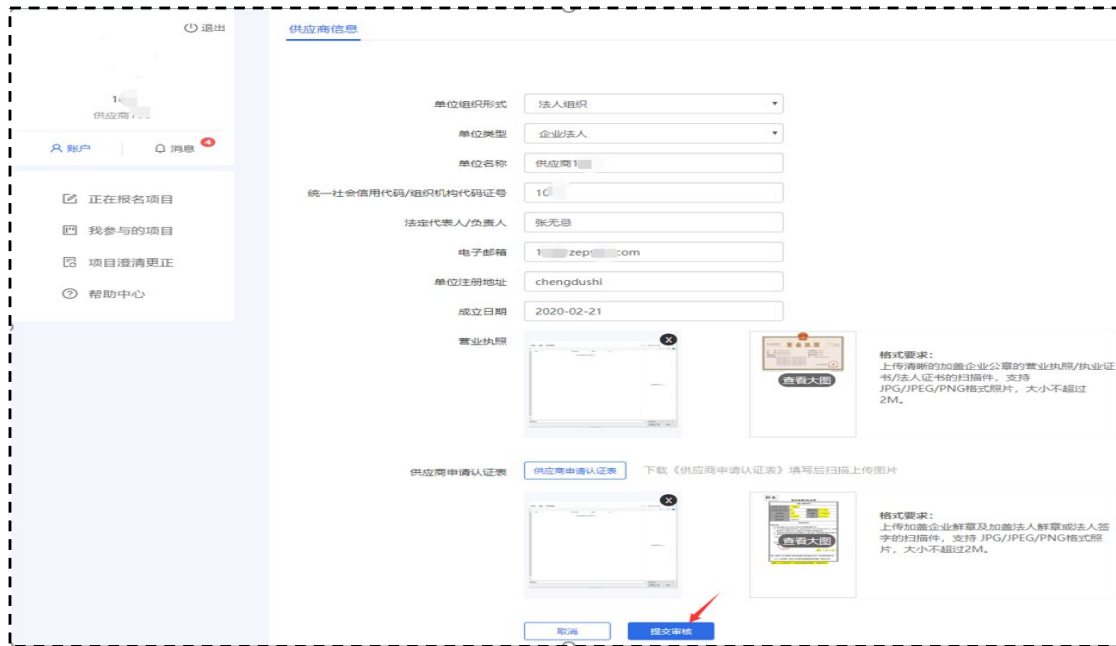 退出
供应商信息
供应商
账户
消息 4
正在报名项目
我参与的项目
项目澄清更正
帮助中心
单位组织形式 法人组织
单位类型 企业法人
单位名称 供应商1
统一社会信用代码/组织机构代码证号 10
法定代表人/负责人 张无忌
电子邮箱 1 zep com
单位注册地址 chengdushi
成立日期 2020-02-21
营业执照
营业执照
查看大图
格式要求：
上传清晰的加盖企业公章的营业执照/执业证
书/法人证书的扫描件，支持
JPG/JPEG/PNG格式照片，大小不超过
2M。
供应商申请认证表 供应商申请认证表 下载《供应商申请认证表》填写后扫描上传图片
查看大图
格式要求：
上传加盖企业鲜章及加盖法人鲜章或法人签
字的扫描件，支持 JPG/JPEG/PNG格式照
片，大小不超过2M。
取消 提交审核